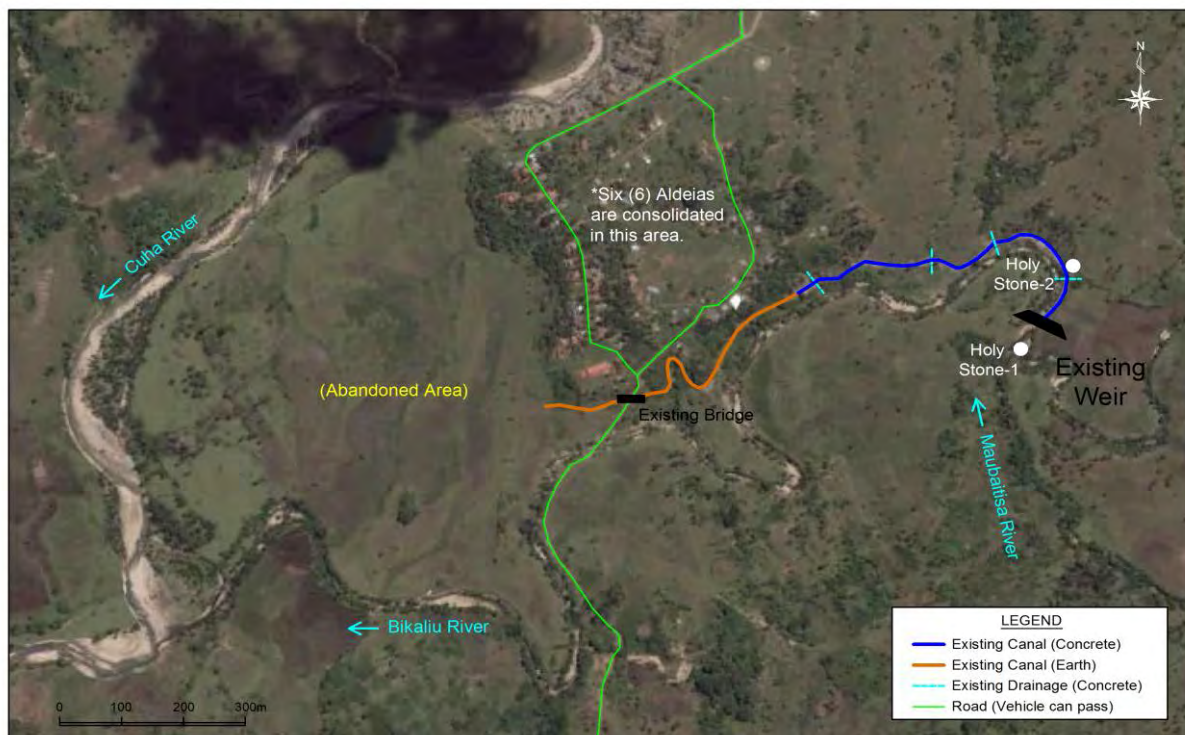 N
*Six (6) Aldeias
are consolidated
in this area.
Cuha River
Holy
Stone-2
Holy
Stone-1
Existing
Weir
(Abandoned Area)
Existing Bridge
Maubaitisa River
Bikaliu River
0 100 200 300m
LEGEND
Existing Canal (Concrete)
Existing Canal (Earth)
Existing Drainage (Concrete)
Road (Vehicle can pass)